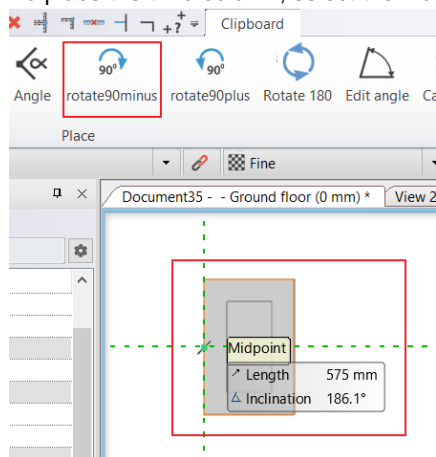 Clipboard
Angle rotate90minus rotate90plus Rotate 180 Edit angle
90° 90°
Place
Fine
Document35 - - Ground floor (0 mm) * View 2
Midpoint
Length 575 mm
Inclination 186.1°